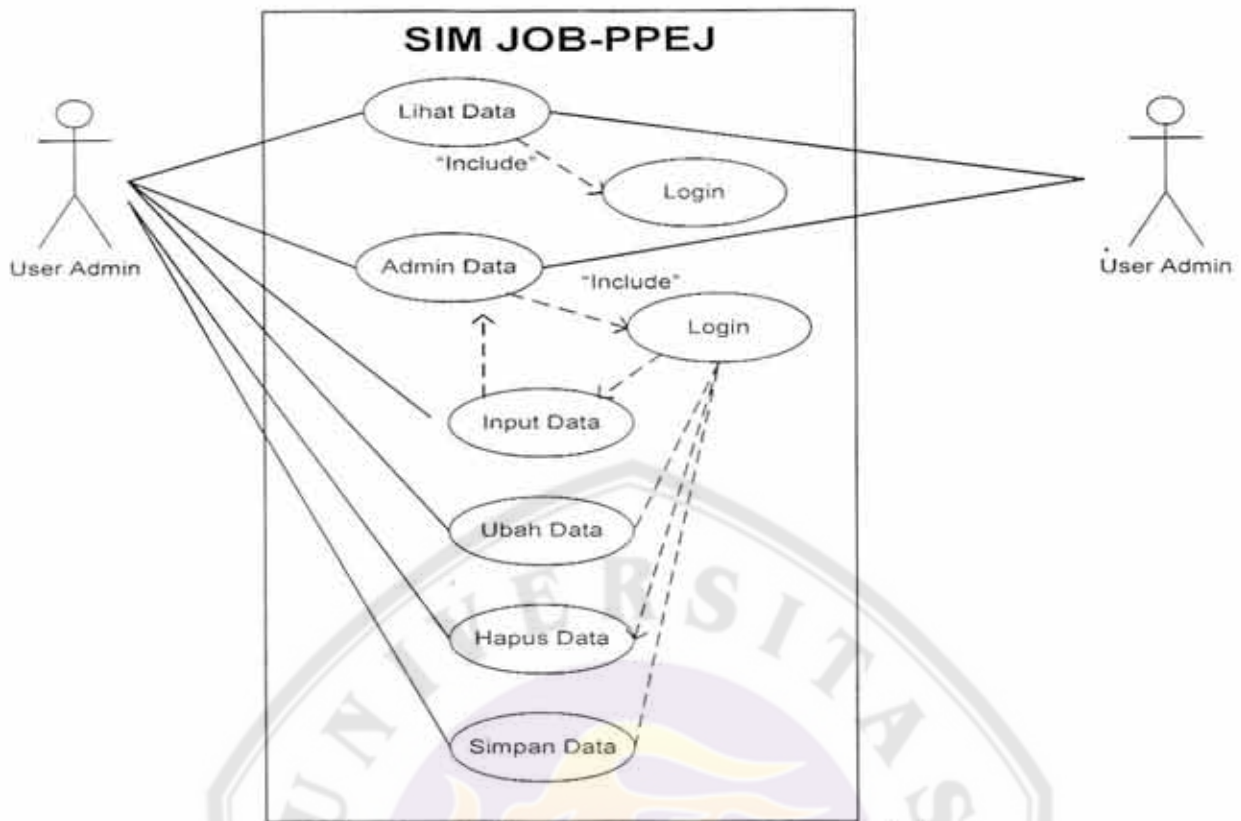 SIM JOB-PPEJ
Lihat Data
"Include"
Login
User Admin
Admin Data
User Admin
"Include"
Login
Input Data
Ubah Data
Hapus Data
Simpan Data
UNIVERSITAS